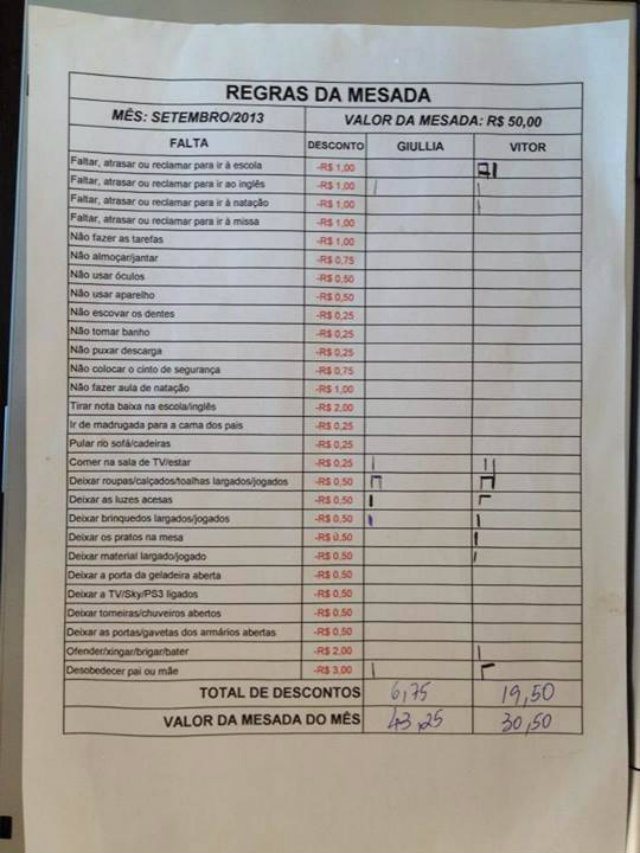 REGRAS DA MESADA
MÊS: SETEMBRO/2013 VALOR DA MESADA: R$ 50,00
FALTA DESCONTO GIULLIA VITOR
Faltar, atrasar ou reclamar para ir à escola -R$ 1,00
Faltar, atrasar ou reclamar para ir ao inglês -R$ 1,00
Faltar, atrasar ou reclamar para ir à natação -R$ 1,00
Faltar, atrasar ou reclamar para ir à missa -R$ 1,00
Não fazer as tarefas -R$ 1,00
Não almoçar/jantar -R$ 0,75
Não usar óculos -R$ 0,50
Não usar aparelho -R$ 0,50
Não escovar os dentes -R$ 0,25
Não tomar banho -R$ 0,25
Não puxar descarga -R$ 0,25
Não colocar o cinto de segurança -R$ 0,75
Não fazer aula de natação -R$ 1,00
Tirar nota baixa na escola/inglês -R$ 2,00
Ir de madrugada para a cama dos pais -R$ 0,25
Pular no sofá/cadeiras -R$ 0,25
Comer na sala de TV/estar -R$ 0,25
Deixar roupas/calçados/toalhas largados/jogados -R$ 0,50
Deixar as luzes acesas -R$ 0,50
Deixar brinquedos largados/jogados -R$ 0,50
Deixar os pratos na mesa -R$ 0,50
Deixar material largado/jogado -R$ 0,50
Deixar a porta da geladeira aberta -R$ 0,50
Deixar a TV/Sky/PS3 ligados -R$ 0,50
Deixar torneiras/chuveiros abertos -R$ 0,50
Deixar as portas/gavetas dos armários abertas -R$ 0,50
Ofender/xingar/brigar/bater -R$ 2,00
Desobedecer pai ou mãe -R$ 3,00
TOTAL DE DESCONTOS 6,75 19,50
VALOR DA MESADA DO MÊS 43,25 30,50